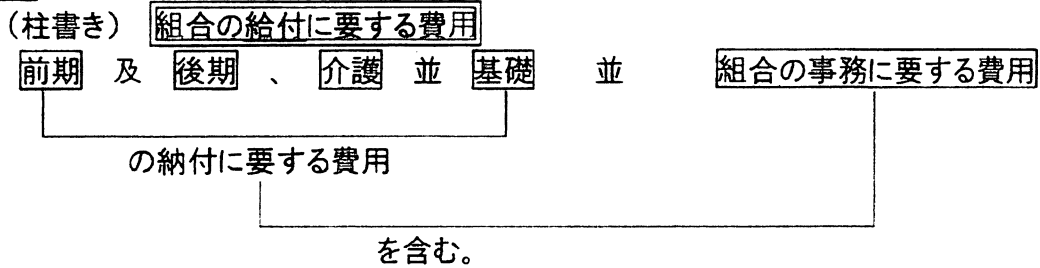 （柱書き） 組合の給付に要する費用
前期 及 後期 、 介護 並 基礎 並 組合の事務に要する費用
の納付に要する費用
を含む。